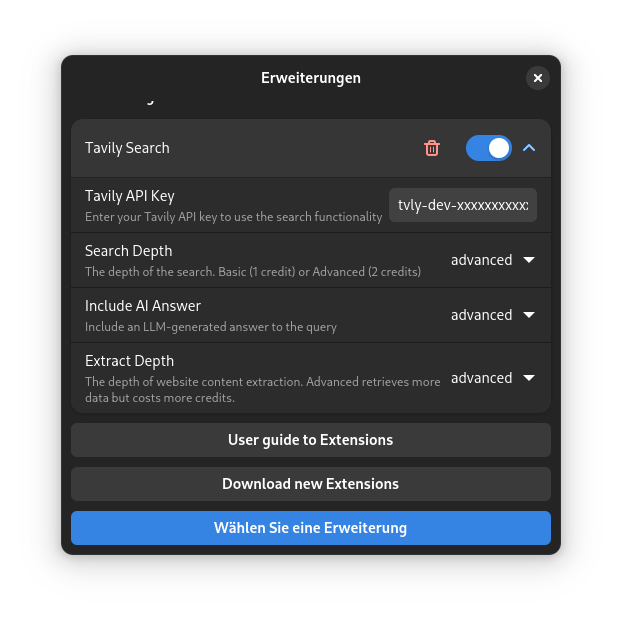 Erweiterungen
Tavily Search
Tavily API Key
Enter your Tavily API key to use the search functionality
tvly-dev-xxxxxxxxxx
Search Depth
The depth of the search. Basic (1 credit) or Advanced (2 credits)
advanced
Include AI Answer
Include an LLM-generated answer to the query
advanced
Extract Depth
The depth of website content extraction. Advanced retrieves more
data but costs more credits.
advanced
User guide to Extensions
Download new Extensions
Wählen Sie eine Erweiterung